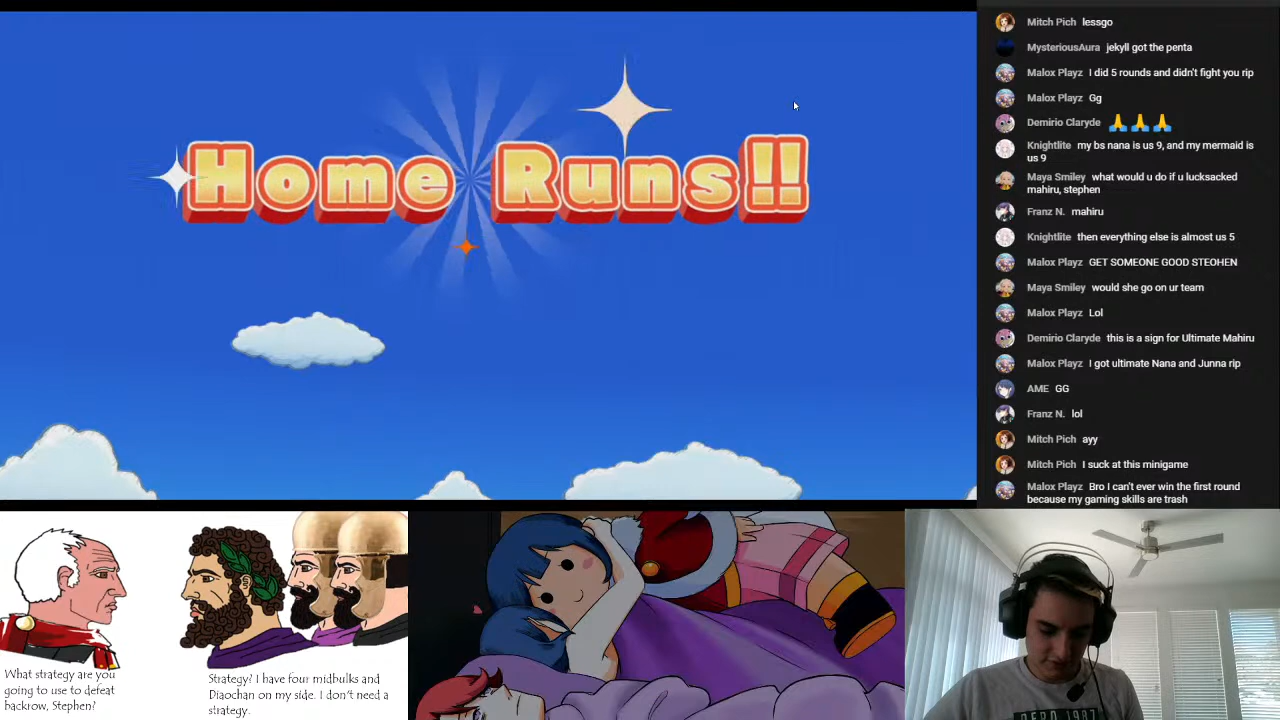 Home Runs!!
Mitch Pich lessgo
MysteriousAura jekyll got the penta
Malox Playz I did 5 rounds and didn't fight you rip
Malox Playz Gg
Demirio Claryde 🙏🙏🙏
Knightlite my bs nana is us 9, and my mermaid is
us 9
Maya Smiley what would u do if u lucksacked
mahiru, stephen
Franz N. mahiru
Knightlite then everything else is almost us 5
Malox Playz GET SOMEONE GOOD STEOHEN
Maya Smiley would she go on ur team
Malox Playz Lol
Demirio Claryde this is a sign for Ultimate Mahiru
Malox Playz I got ultimate Nana and Junna rip
AME GG
Franz N. lol
Mitch Pich ayy
Mitch Pich I suck at this minigame
Malox Playz Bro I can't ever win the first round
because my gaming skills are trash
What strategy are you
going to use to defeat
backrow, Stephen?
Strategy? I have four midbulks and
Diaochan on my side. I don't need a
strategy.